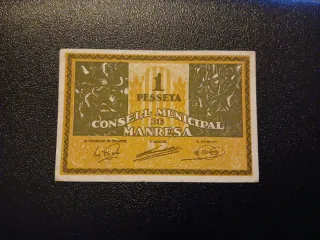 1
PESSETA
CONSELL MUNICIPAL
DE
MANRESA